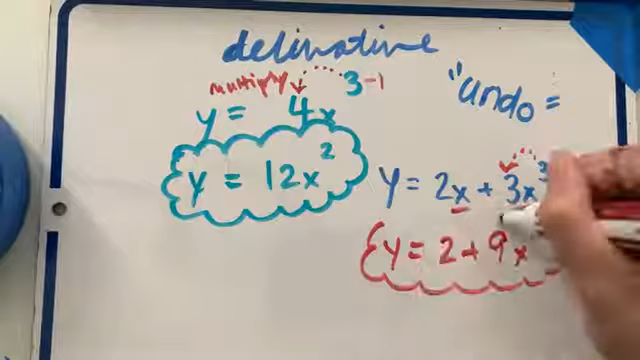 derivative
multiply 3-1
y = 4x
y = 12x²
"undo =
y = 2x + 3x³
y = 2 + 9x